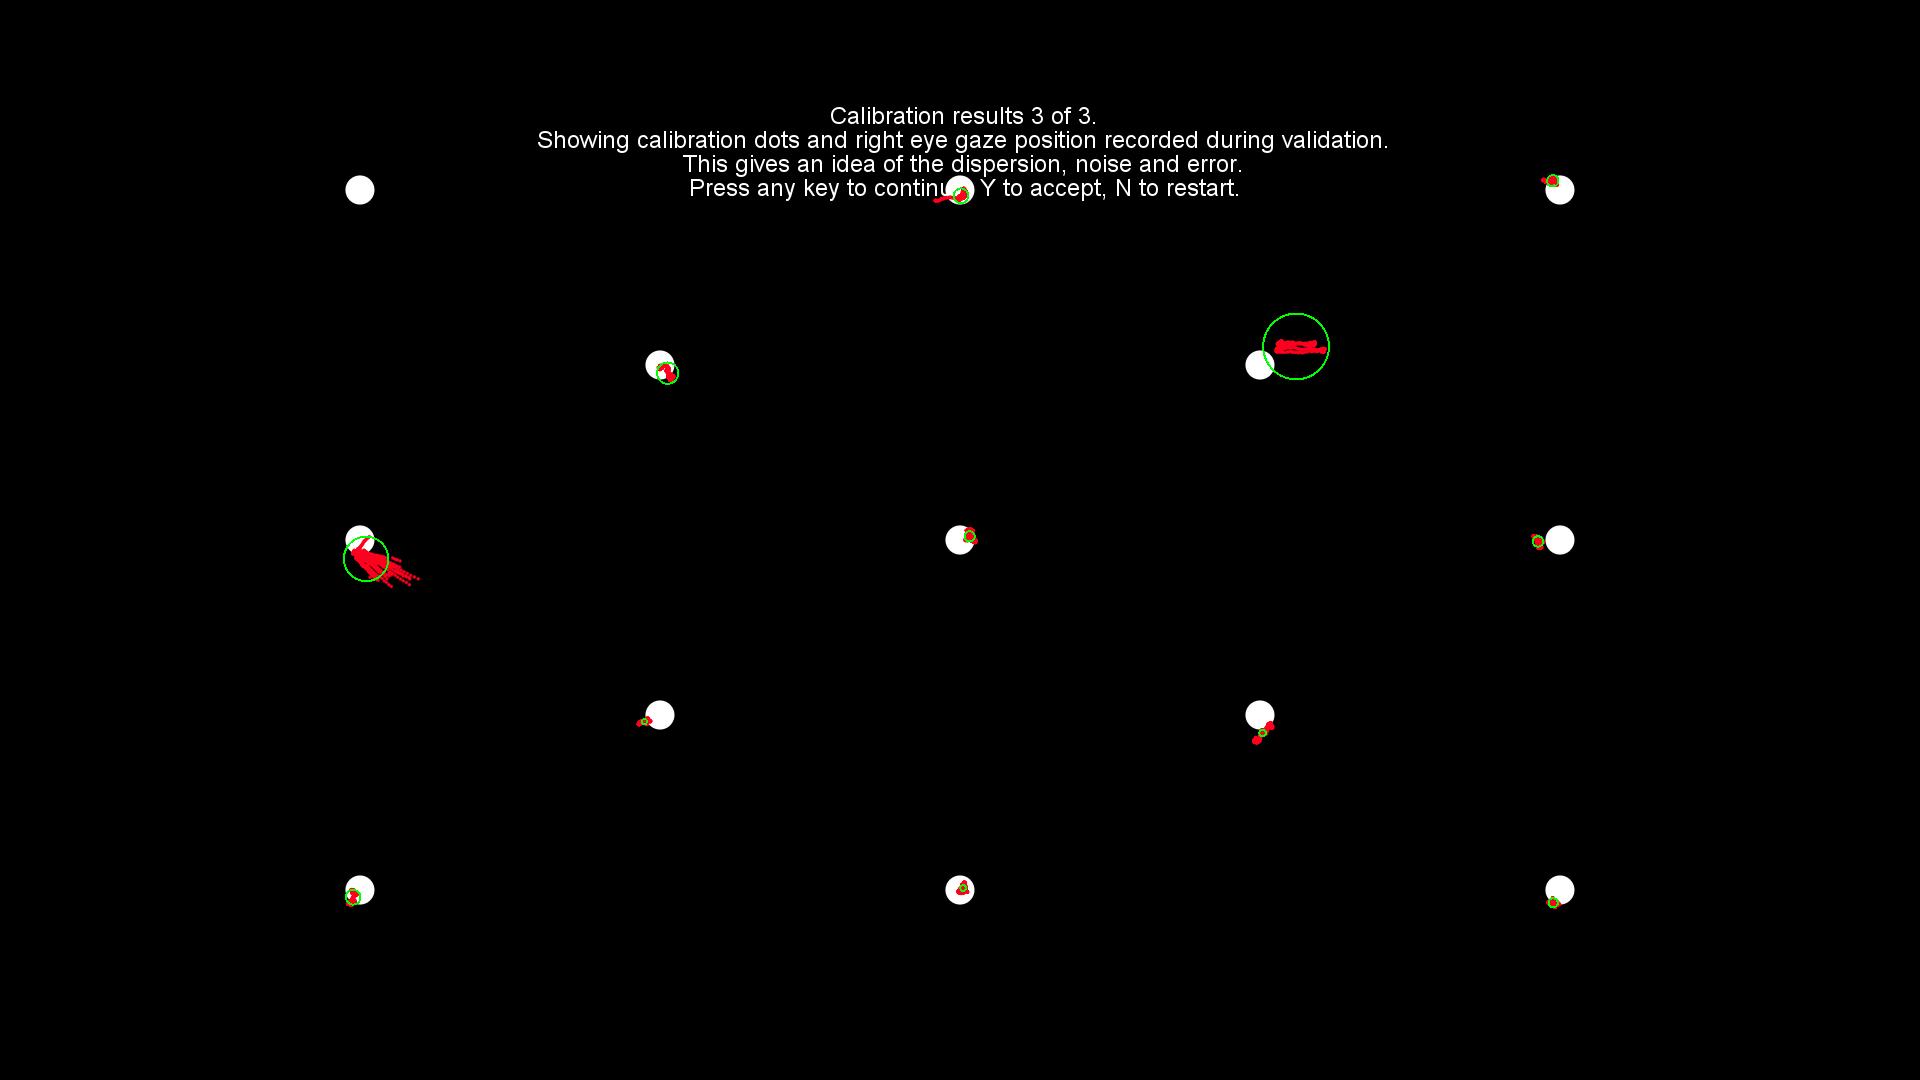 Calibration results 3 of 3.
Showing calibration dots and right eye gaze position recorded during validation.
This gives an idea of the dispersion, noise and error.
Press any key to continu Y to accept, N to restart.